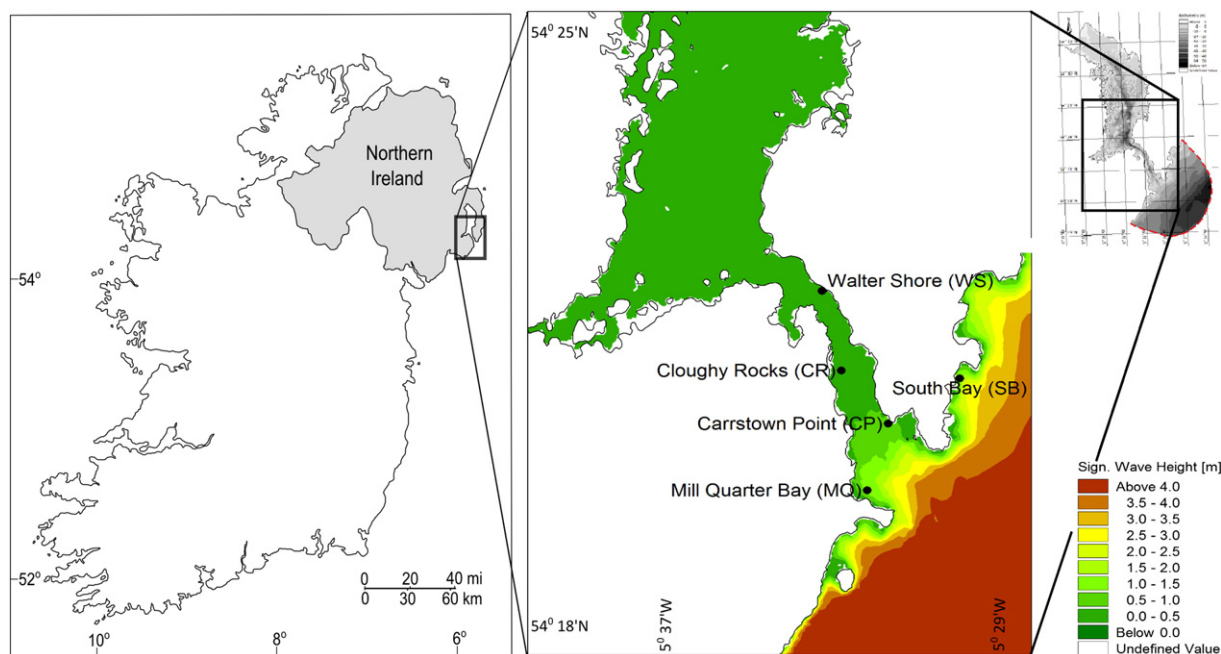 Northern
Ireland
54°
52°
10°
8°
6°
0 20 40 mi
0 30 60 km
54⁰ 25'N
Walter Shore (WS)
Cloughy Rocks (CR)
South Bay (SB)
Carrstown Point (CP)
Mill Quarter Bay (MQ)
54⁰ 18'N
5⁰ 37'W
5⁰ 29'W
Sign. Wave Height [m]
Above 4.0
3.5 - 4.0
3.0 - 3.5
2.5 - 3.0
2.0 - 2.5
1.5 - 2.0
1.0 - 1.5
0.5 - 1.0
0.0 - 0.5
Below 0.0
Undefined Value